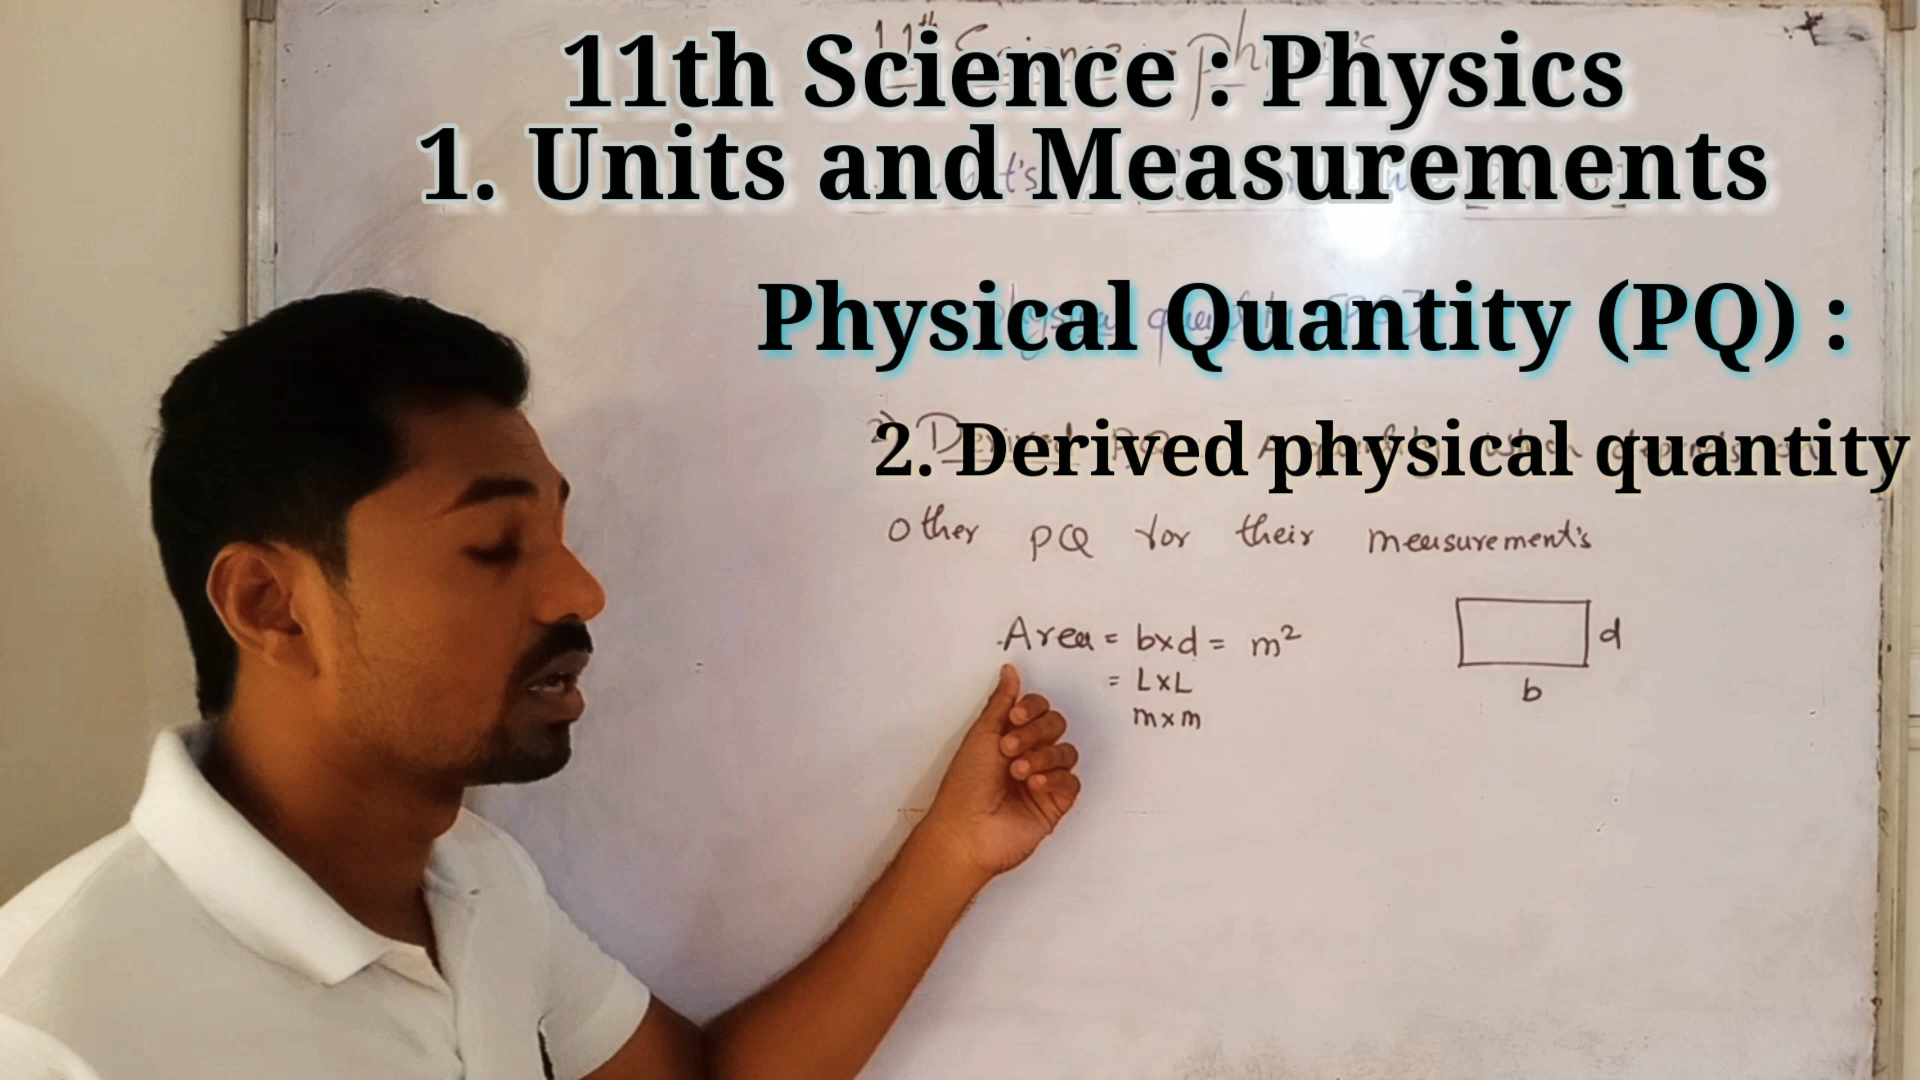 11th Science : Physics
1. Units and Measurements
Physical Quantity (PQ) :
2. Derived physical quantity
other PQ for their measurement's
Area = b×d = m²
= L×L
m×m
d
b